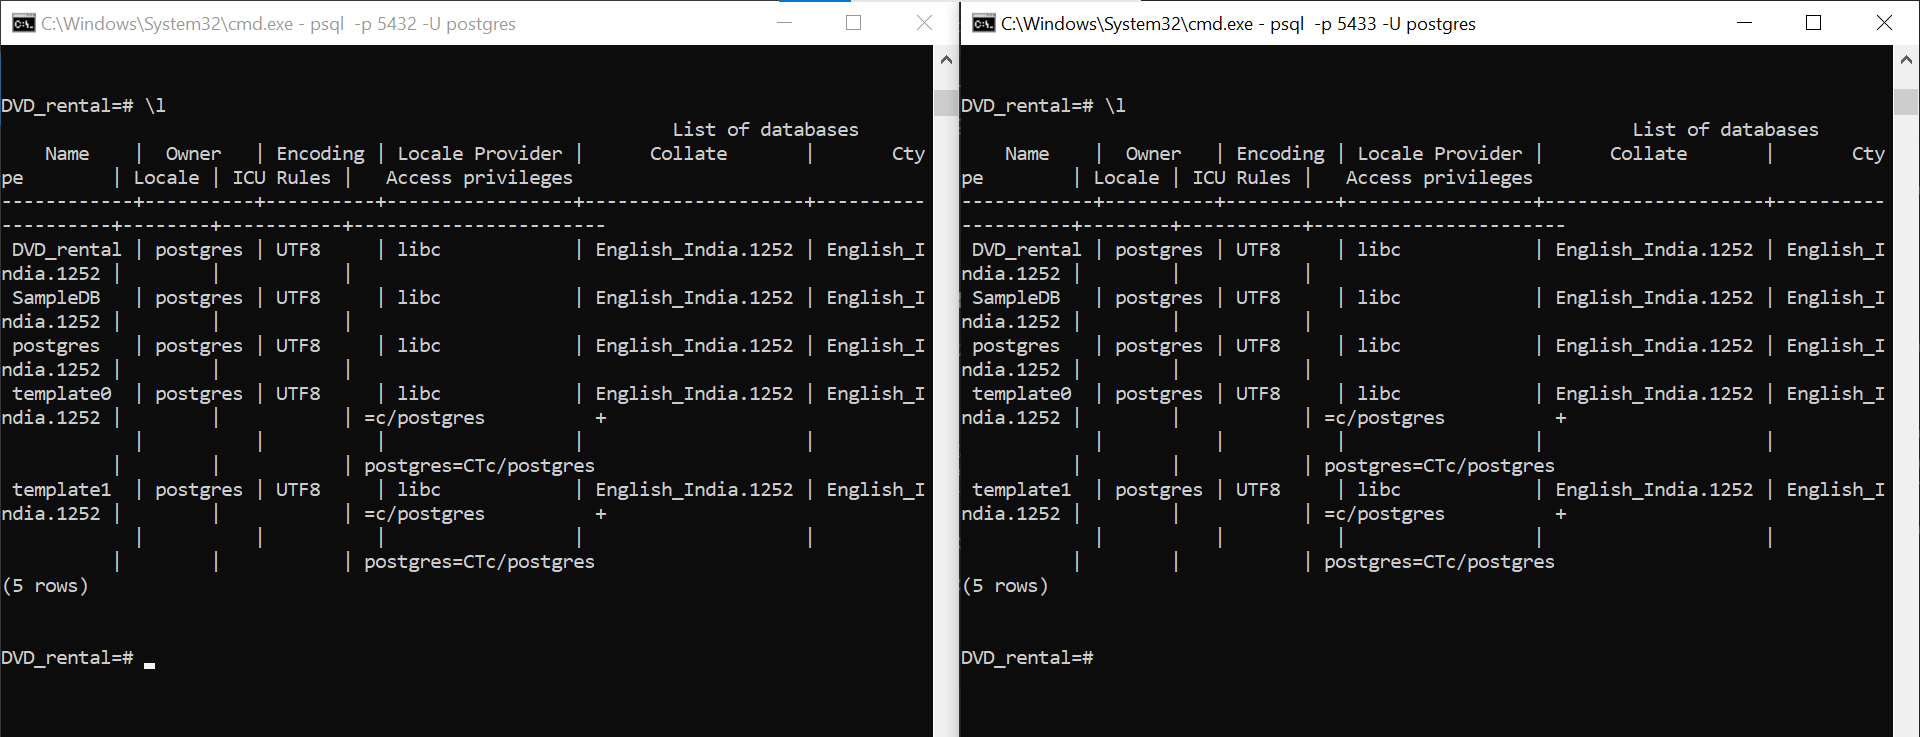 C:\Windows\System32\cmd.exe - psql  -p 5432 -U postgres
DVD_rental=# \l
                                                             List of databases
    Name    |  Owner   | Encoding | Locale Provider |      Collate       |       Cty
pe        | Locale | ICU Rules |   Access privileges
------------+----------+----------+-----------------+--------------------+----------
----------+--------+-----------+-----------------------
 DVD_rental | postgres | UTF8     | libc            | English_India.1252 | English_I
ndia.1252 |        |           |
 SampleDB   | postgres | UTF8     | libc            | English_India.1252 | English_I
ndia.1252 |        |           |
 postgres   | postgres | UTF8     | libc            | English_India.1252 | English_I
ndia.1252 |        |           |
 template0  | postgres | UTF8     | libc            | English_India.1252 | English_I
ndia.1252 |        |           | =c/postgres          +
            |          |          |                 |                    |
          |        |           | postgres=CTc/postgres
 template1  | postgres | UTF8     | libc            | English_India.1252 | English_I
ndia.1252 |        |           | =c/postgres          +
            |          |          |                 |                    |
          |        |           | postgres=CTc/postgres
(5 rows)
DVD_rental=#
C:\Windows\System32\cmd.exe - psql  -p 5433 -U postgres
DVD_rental=# \l
                                                             List of databases
    Name    |  Owner   | Encoding | Locale Provider |      Collate       |       Cty
pe        | Locale | ICU Rules |   Access privileges
------------+----------+----------+-----------------+--------------------+----------
----------+--------+-----------+-----------------------
 DVD_rental | postgres | UTF8     | libc            | English_India.1252 | English_I
ndia.1252 |        |           |
 SampleDB   | postgres | UTF8     | libc            | English_India.1252 | English_I
ndia.1252 |        |           |
 postgres   | postgres | UTF8     | libc            | English_India.1252 | English_I
ndia.1252 |        |           |
 template0  | postgres | UTF8     | libc            | English_India.1252 | English_I
ndia.1252 |        |           | =c/postgres          +
            |          |          |                 |                    |
          |        |           | postgres=CTc/postgres
 template1  | postgres | UTF8     | libc            | English_India.1252 | English_I
ndia.1252 |        |           | =c/postgres          +
            |          |          |                 |                    |
          |        |           | postgres=CTc/postgres
(5 rows)
DVD_rental=#